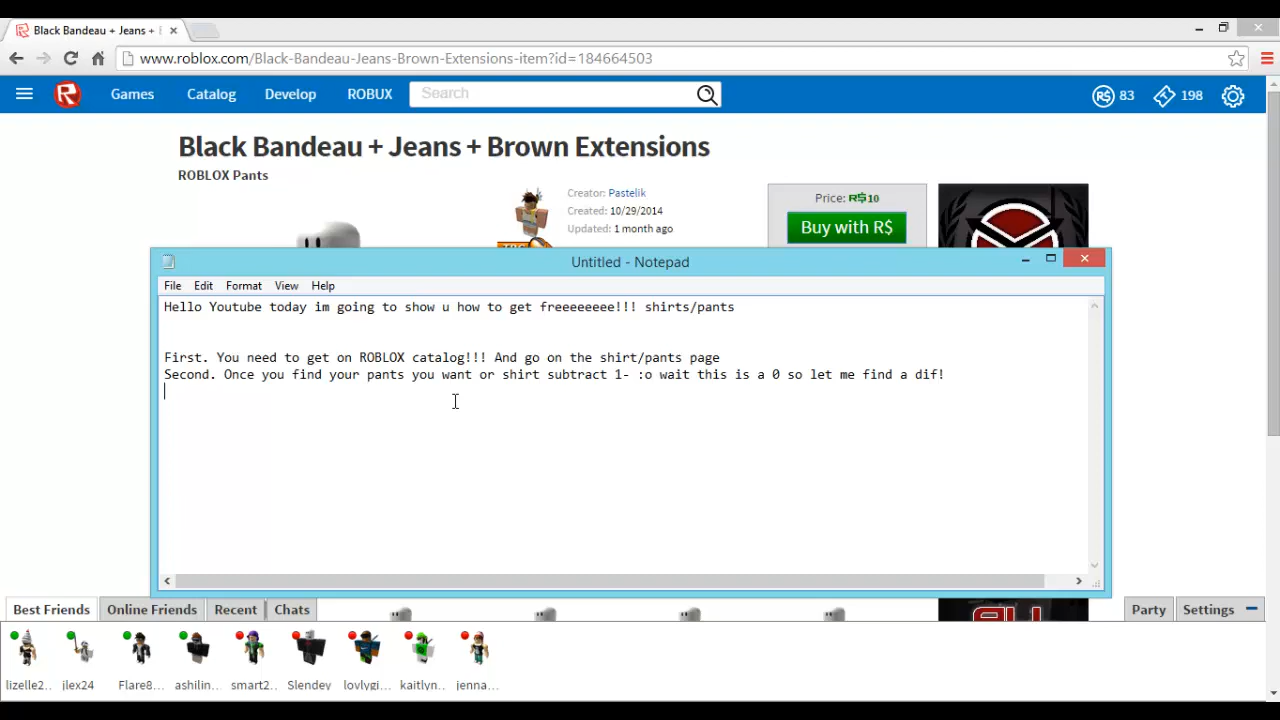 Black Bandeau + Jeans + E
www.roblox.com/Black-Bandeau-Jeans-Brown-Extensions-item?id=184664503
Games Catalog Develop ROBUX Search R$ 83 198
Black Bandeau + Jeans + Brown Extensions
ROBLOX Pants
Creator: Pastelik
Created: 10/29/2014
Updated: 1 month ago
Price: R$10
Buy with R$
Untitled - Notepad
File Edit Format View Help
Hello Youtube today im going to show u how to get freeeeeeee!!! shirts/pants
First. You need to get on ROBLOX catalog!!! And go on the shirt/pants page
Second. Once you find your pants you want or shirt subtract 1- :o wait this is a 0 so let me find a dif!
Best Friends Online Friends Recent Chats Party Settings
lizelle2... jlex24 Flare8... ashilin... smart2... Slendey lovlygi... kaitlyn... jenna...